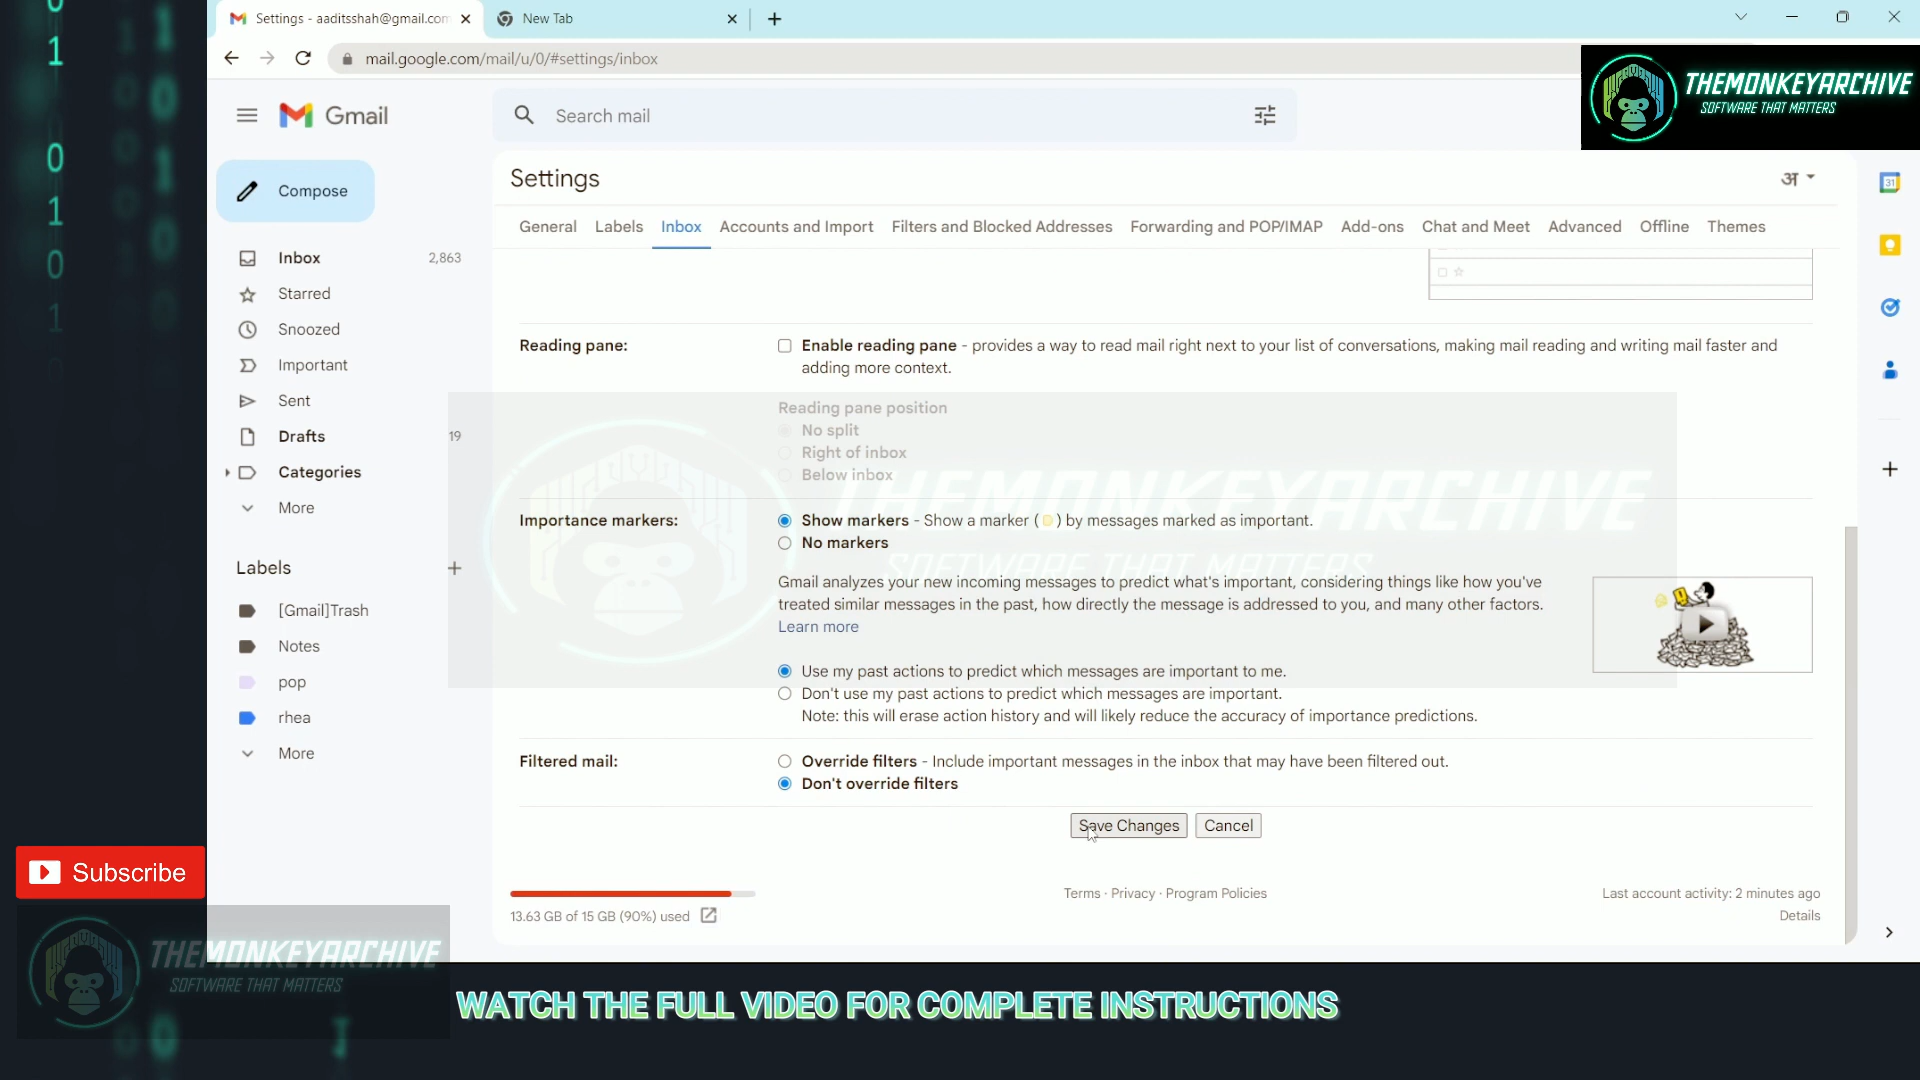 Settings - aaditsshah@gmail.com
New Tab
mail.google.com/mail/u/0/#settings/inbox
THEMONKEYARCHIVE
SOFTWARE THAT MATTERS
Gmail
Search mail
Compose
Inbox 2,863
Starred
Snoozed
Important
Sent
Drafts 19
Categories
More
Labels
[Gmail]Trash
Notes
pop
rhea
More
Settings
अ
General Labels Inbox Accounts and Import Filters and Blocked Addresses Forwarding and POP/IMAP Add-ons Chat and Meet Advanced Offline Themes
31
Reading pane:
Enable reading pane - provides a way to read mail right next to your list of conversations, making mail reading and writing mail faster and
adding more context.
Reading pane position
No split
Right of inbox
Below inbox
THEMONKEYARCHIVE
SOFTWARE THAT MATTERS
Importance markers:
Show markers - Show a marker ( ) by messages marked as important.
No markers
Gmail analyzes your new incoming messages to predict what's important, considering things like how you've
treated similar messages in the past, how directly the message is addressed to you, and many other factors.
Learn more
Use my past actions to predict which messages are important to me.
Don't use my past actions to predict which messages are important.
Note: this will erase action history and will likely reduce the accuracy of importance predictions.
Filtered mail:
Override filters - Include important messages in the inbox that may have been filtered out.
Don't override filters
Save Changes
Cancel
13.63 GB of 15 GB (90%) used
Terms · Privacy · Program Policies
Last account activity: 2 minutes ago
Details
Subscribe
THEMONKEYARCHIVE
SOFTWARE THAT MATTERS
WATCH THE FULL VIDEO FOR COMPLETE INSTRUCTIONS